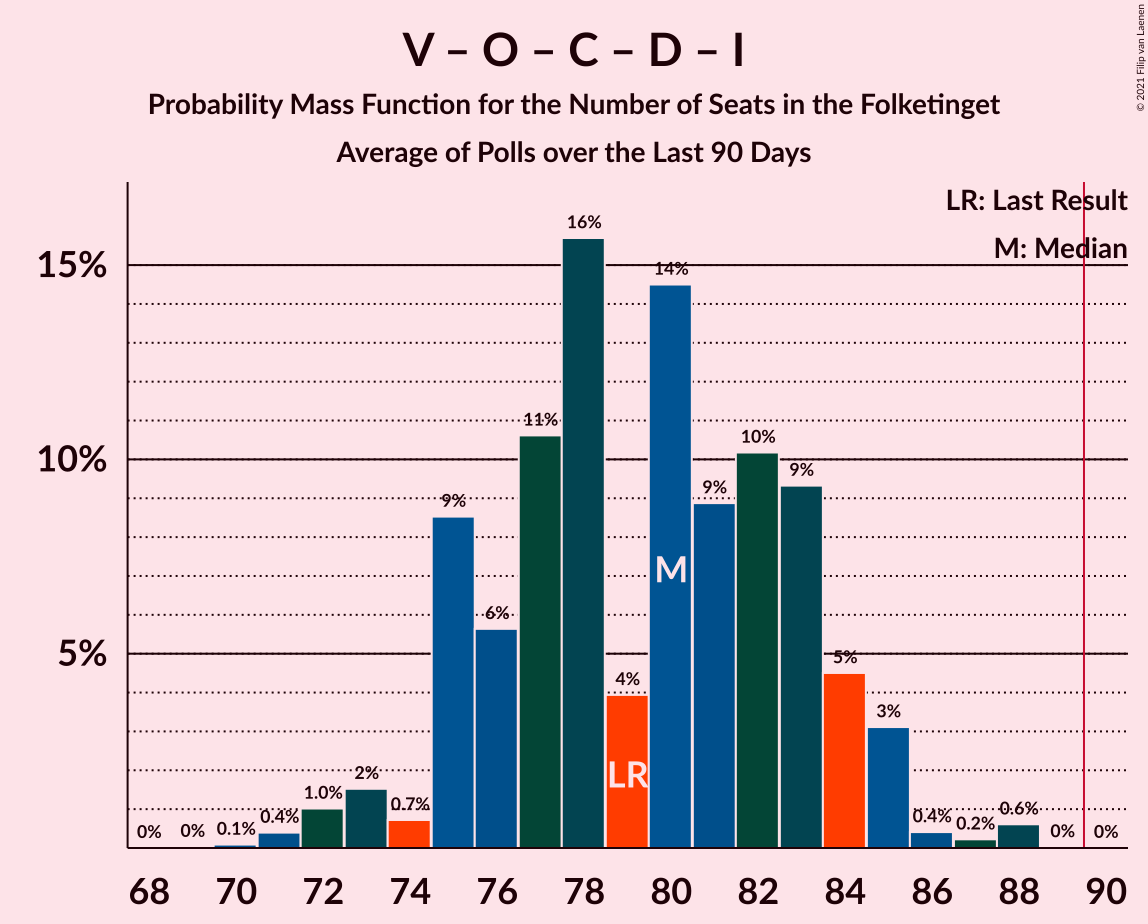 V – O – C – D – I
Probability Mass Function for the Number of Seats in the Folketinget
Average of Polls over the Last 90 Days
© 2021 Filip van Laenen
LR: Last Result
M: Median
15%
10%
5%
0%
0%
0.1%
0.4%
1.0%
2%
0.7%
9%
6%
11%
16%
4%
14%
9%
10%
9%
5%
3%
0.4%
0.2%
0.6%
0%
0%
LR
M
68 70 72 74 76 78 80 82 84 86 88 90